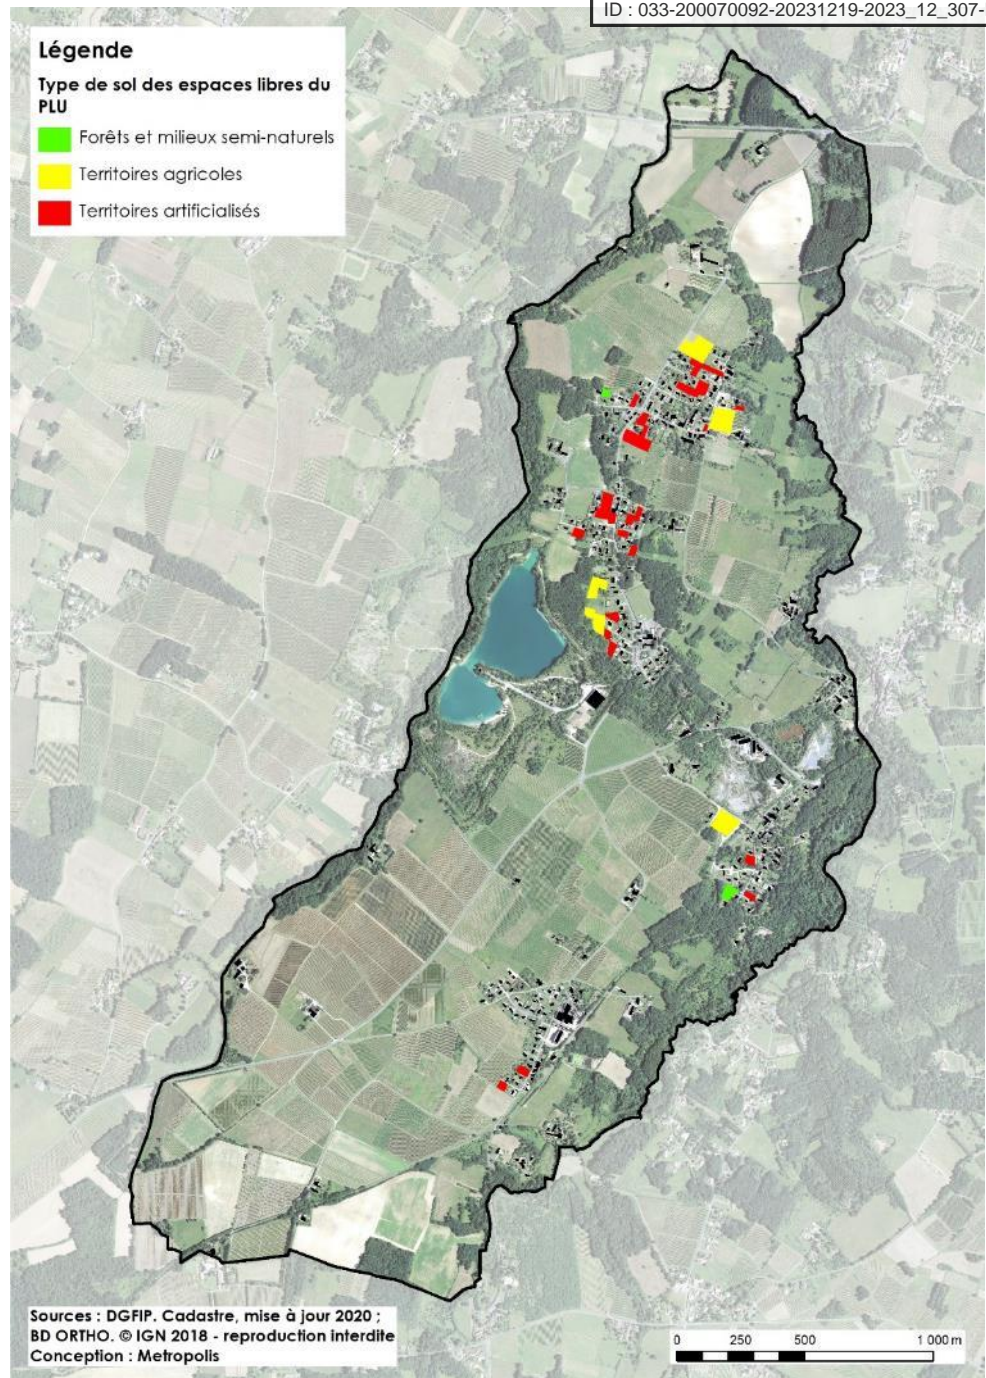 ID : 033-200070092-20231219-2023_12_307-
Légende
Type de sol des espaces libres du
PLU
Forêts et milieux semi-naturels
Territoires agricoles
Territoires artificialisés
Sources : DGFIP. Cadastre, mise à jour 2020 ;
BD ORTHO. © IGN 2018 - reproduction interdite
Conception : Metropolis
0 250 500 1 000 m